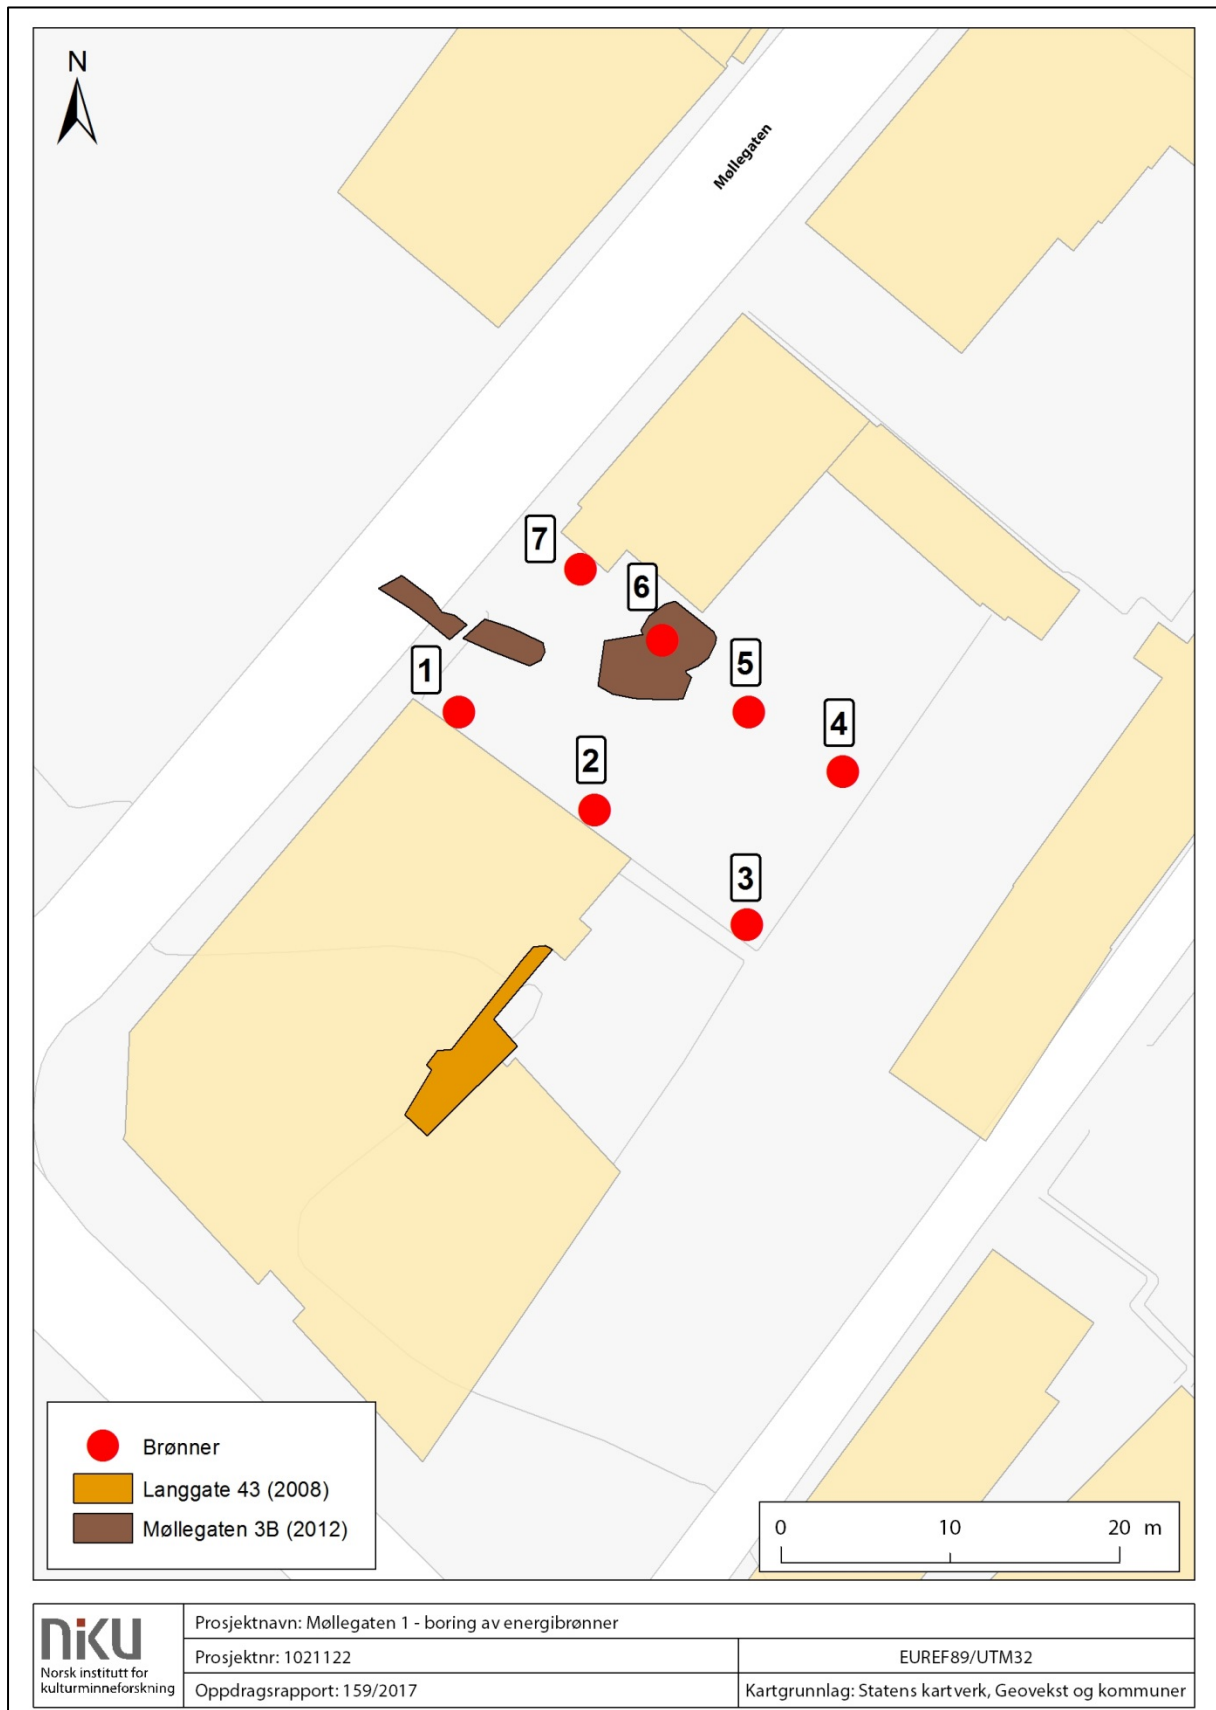 N
Møllegaten
7
6
1
5
4
2
3
Brønner
Langgate 43 (2008)
Møllegaten 3B (2012)
0 10 20 m
niku
Norsk institutt for
kulturminneforskning
Prosjektnavn: Møllegaten 1 - boring av energibrønner
Prosjektnr: 1021122
EUREF89/UTM32
Oppdragsrapport: 159/2017
Kartgrunnlag: Statens kartverk, Geovekst og kommuner